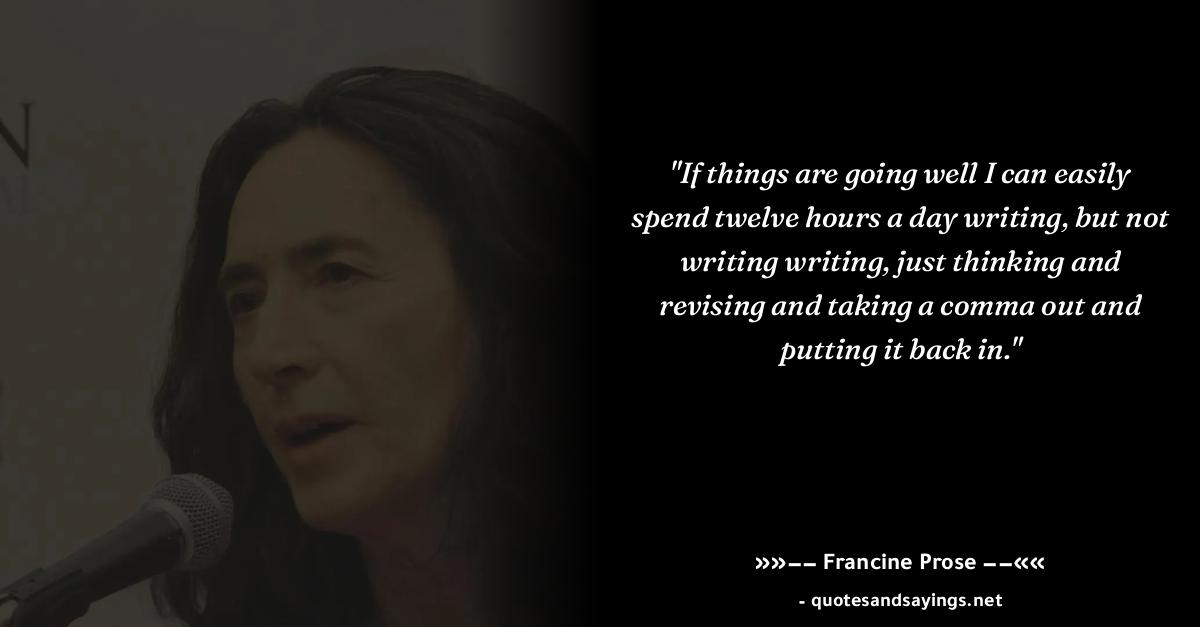 N
"If things are going well I can easily
spend twelve hours a day writing, but not
writing writing, just thinking and
revising and taking a comma out and
putting it back in."
»»–– Francine Prose ––««
- quotesandsayings.net